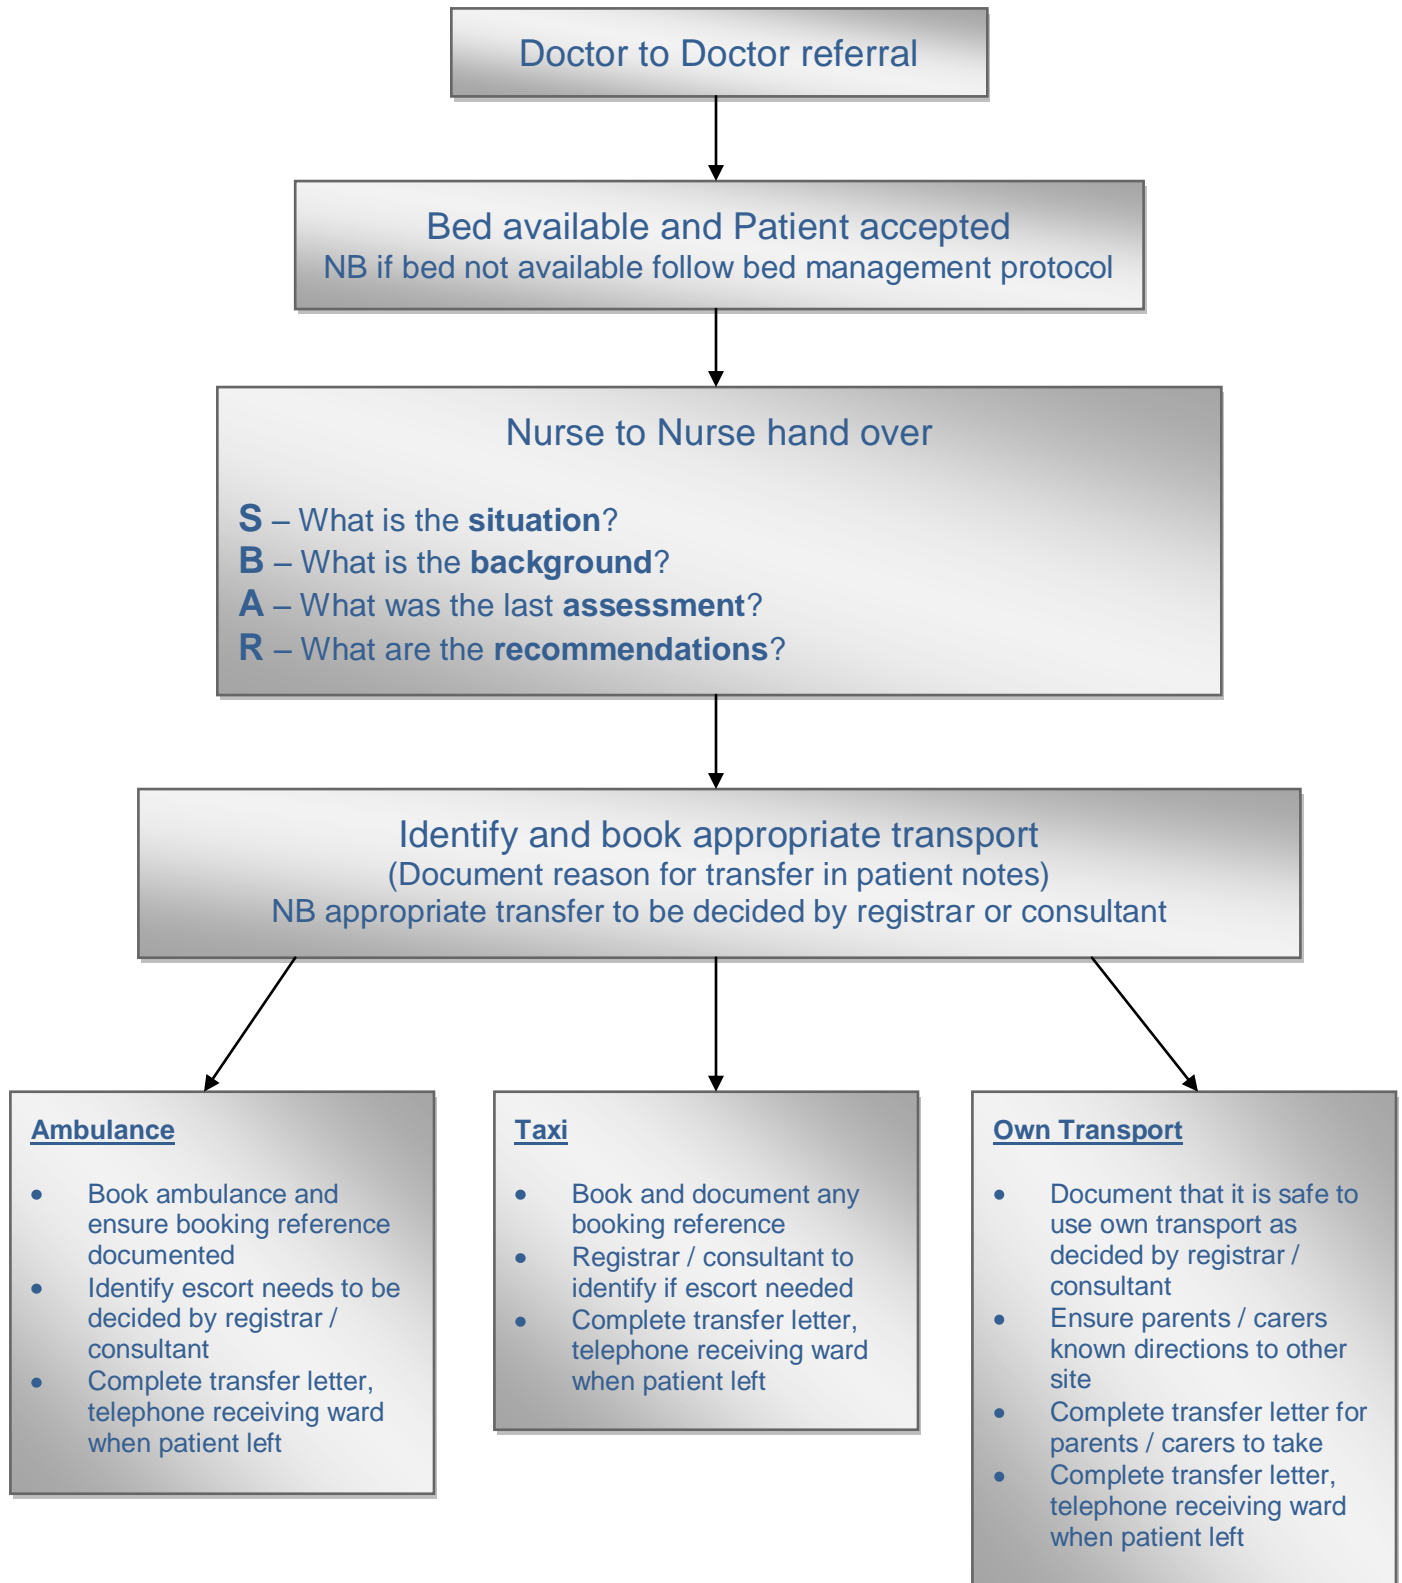 Doctor to Doctor referral
Bed available and Patient accepted
NB if bed not available follow bed management protocol
Nurse to Nurse hand over
S – What is the situation?
B – What is the background?
A – What was the last assessment?
R – What are the recommendations?
Identify and book appropriate transport
(Document reason for transfer in patient notes)
NB appropriate transfer to be decided by registrar or consultant
Ambulance
• Book ambulance and
ensure booking reference
documented
• Identify escort needs to be
decided by registrar /
consultant
• Complete transfer letter,
telephone receiving ward
when patient left
Taxi
• Book and document any
booking reference
• Registrar / consultant to
identify if escort needed
• Complete transfer letter,
telephone receiving ward
when patient left
Own Transport
• Document that it is safe to
use own transport as
decided by registrar /
consultant
• Ensure parents / carers
known directions to other
site
• Complete transfer letter for
parents / carers to take
• Complete transfer letter,
telephone receiving ward
when patient left